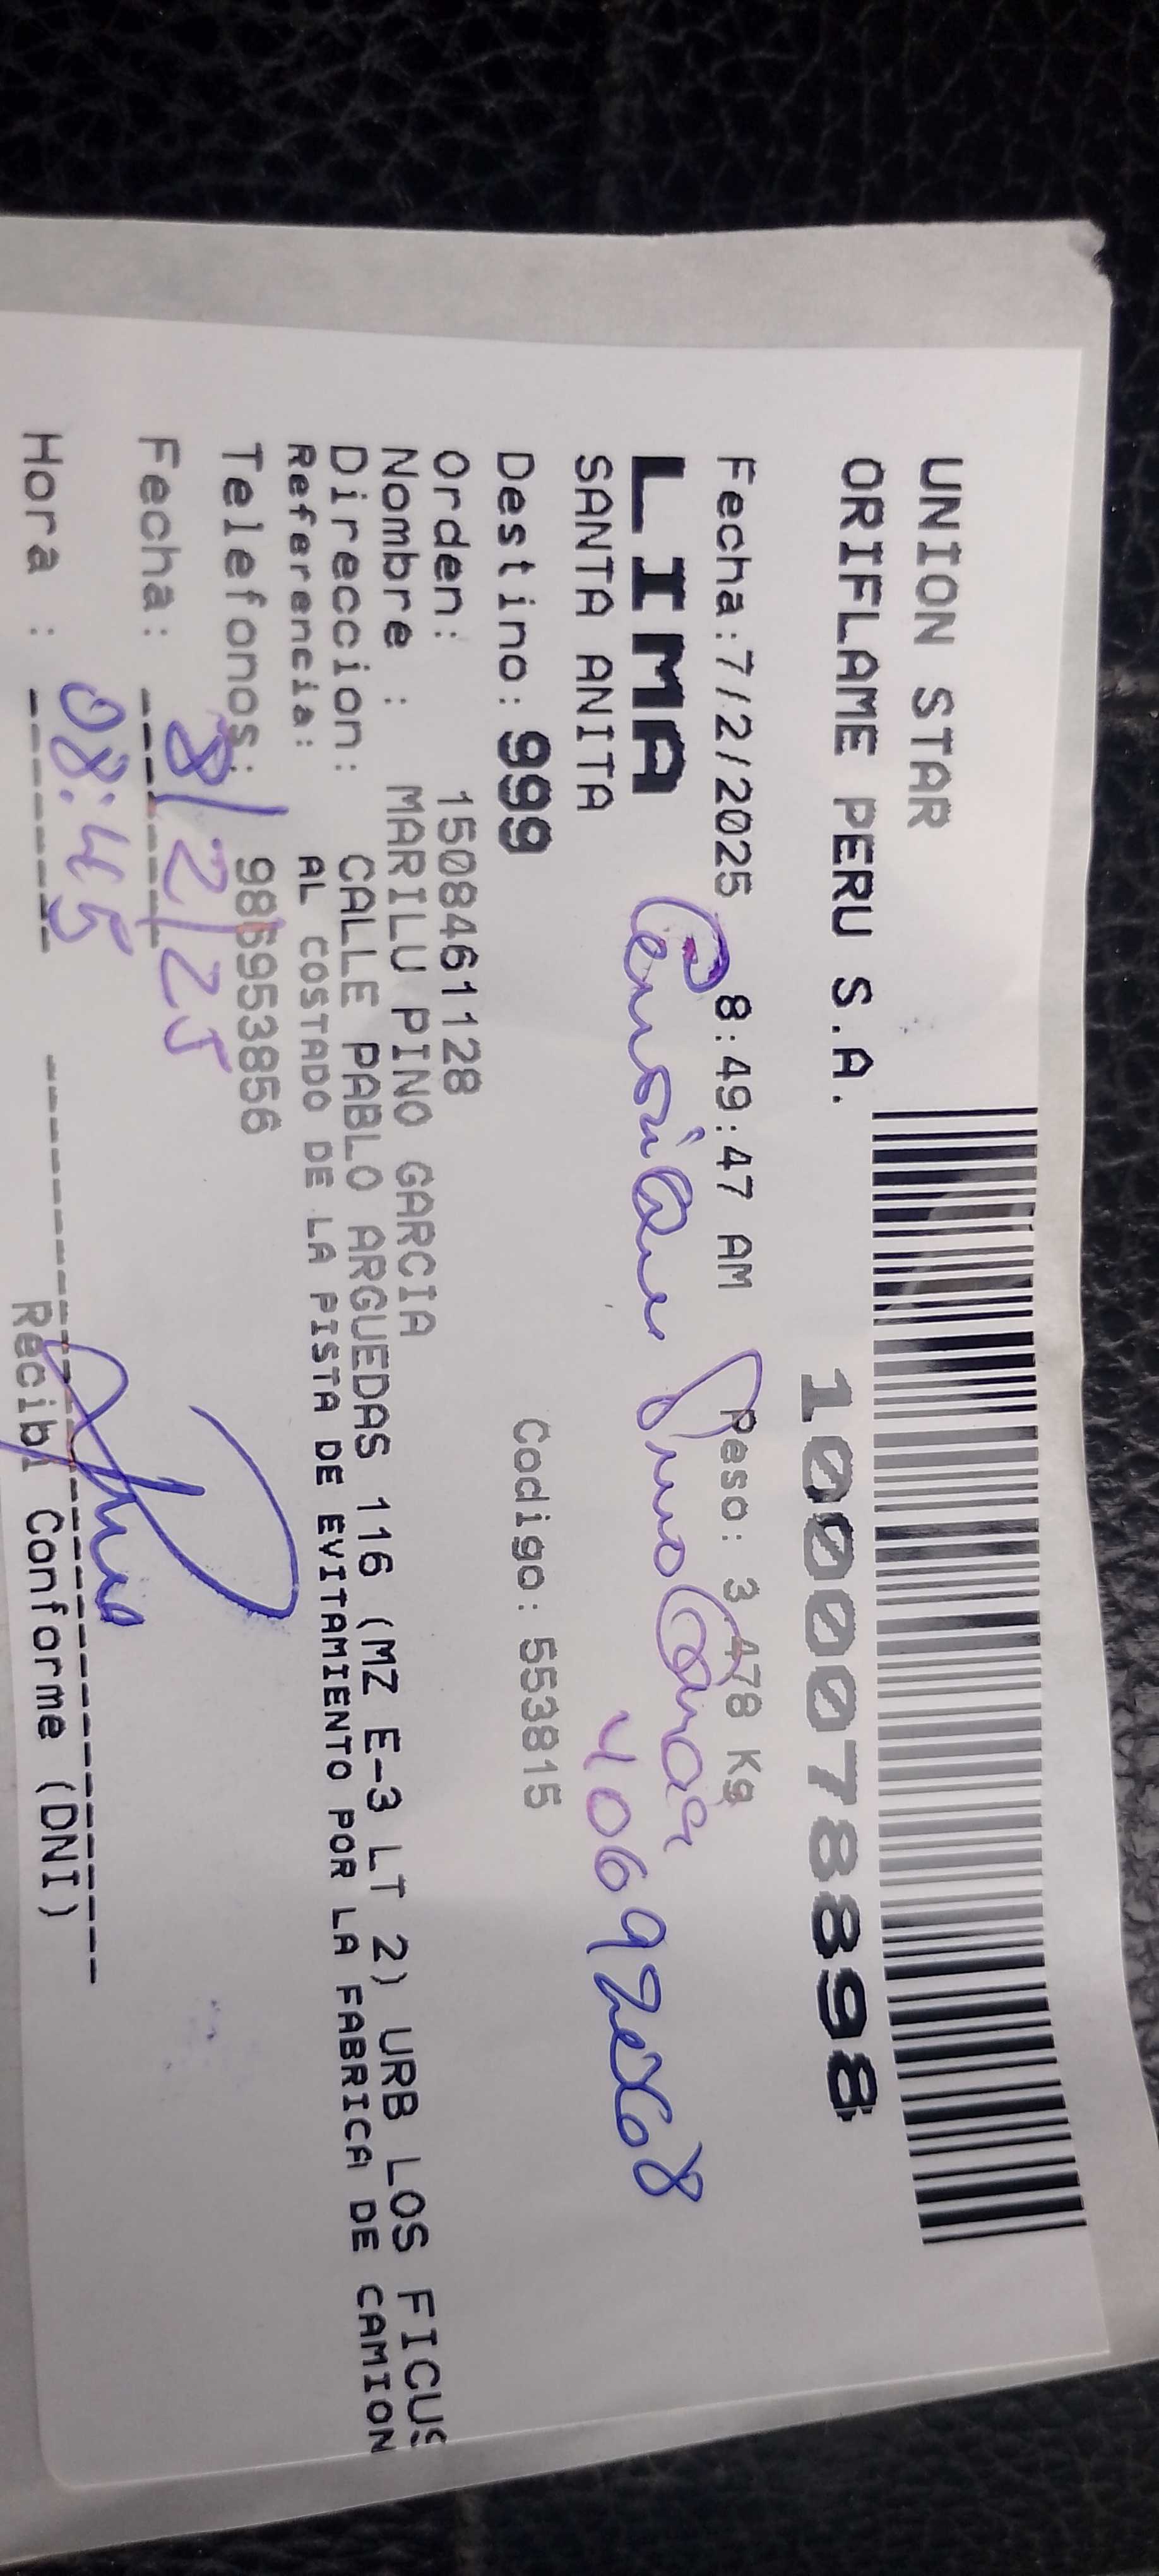 UNION STAR
ORIFLAME PERU S.A. 1000078898
Fecha:7/2/2025 8:49:47 AM Peso: 3.478 Kg
LIMA
SANTA ANITA
Destino: 999 Codigo: 553815
Orden: 1508461128
Nombre : MARILU PINO GARCIA
Direccion: CALLE PABLO ARGUEDAS 116 (MZ E-3 LT 2) URB LOS FICUS
Referencia: AL COSTADO DE LA PISTA DE EVITAMIENTO POR LA FABRICA DE CAMION
Telefonos: 986953856
Fecha: 8/2/25
Hora : 08:45
Recibi Conforme (DNI)